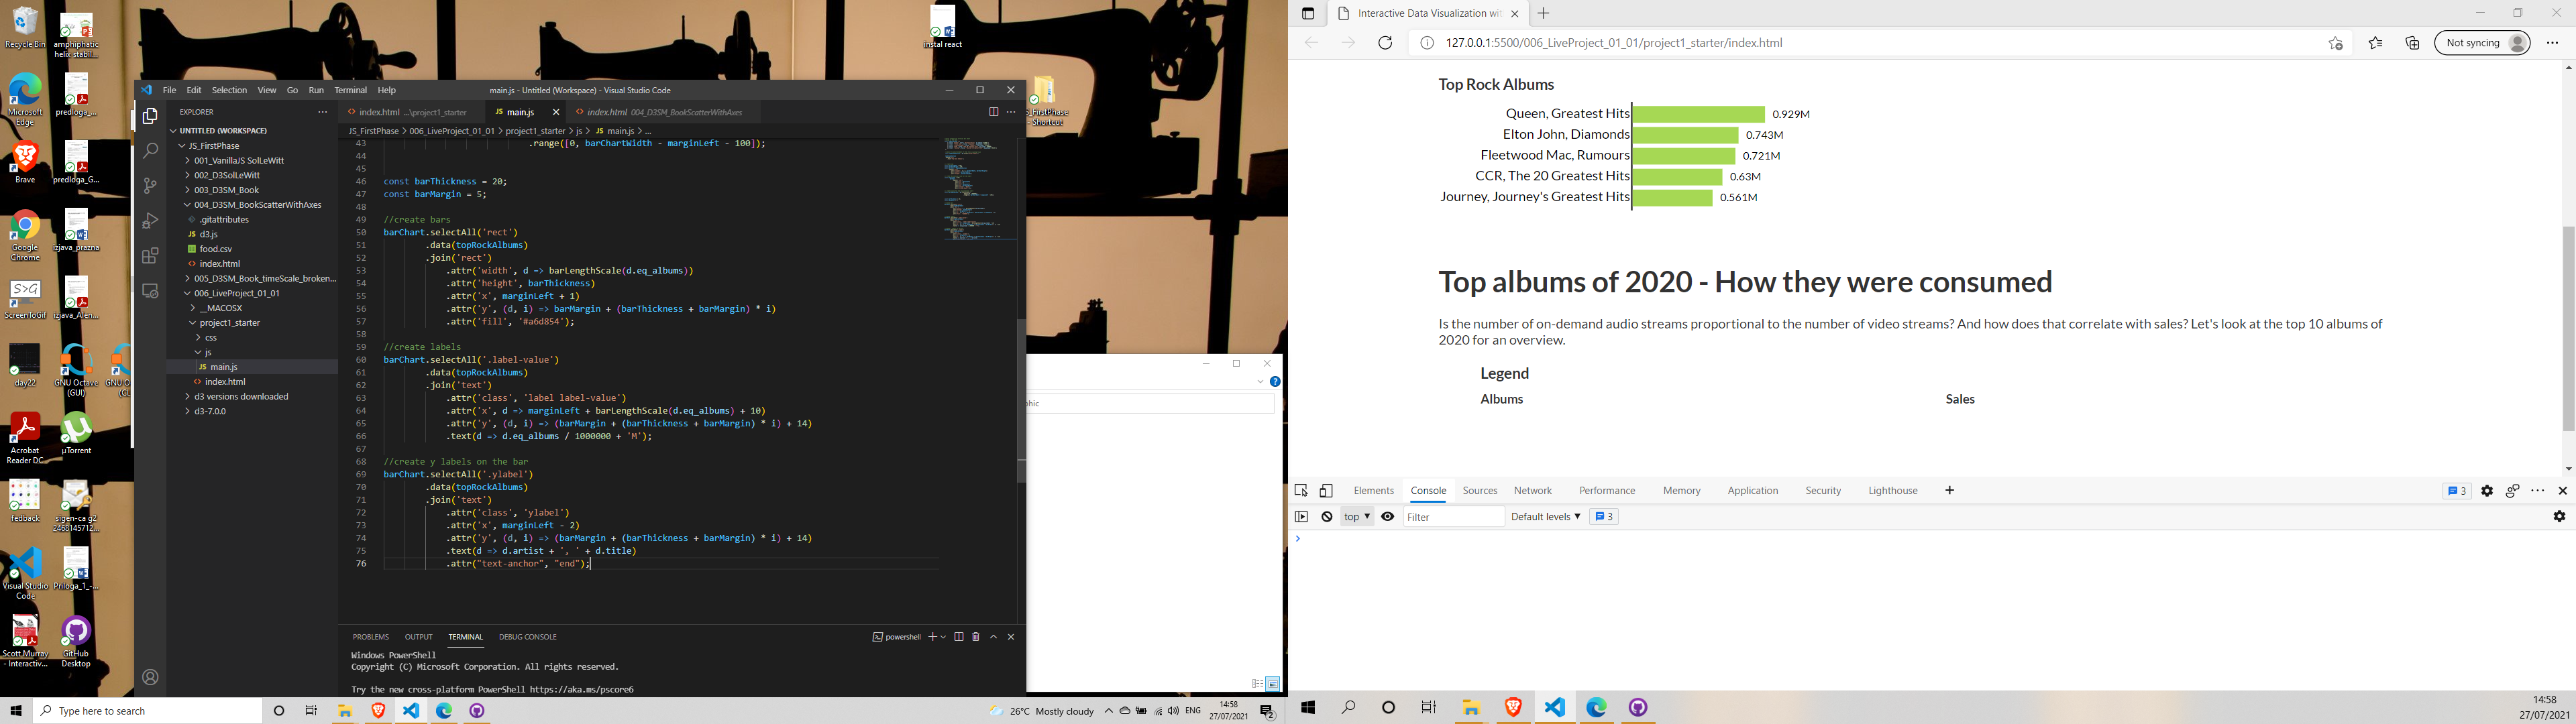 Recycle Bin
amphiphatic
helix stabil...
Microsoft
Edge
predloga_...
Brave
predloga_G...
Google
Chrome
izjava_prazna
ScreenToGif
izjava_Alen...
day22
GNU Octave
(GUI)
GNU O
(CL
Acrobat
Reader DC
µTorrent
fedback
sigen-ca g2
2468145712...
Visual Studio
Code
Priloga_1_-...
Scott Murray
- Interactiv...
GitHub
Desktop
instal react
S_FirstPhase
- Shortcut
File Edit Selection View Go Run Terminal Help
main.js - Untitled (Workspace) - Visual Studio Code
EXPLORER
UNTITLED (WORKSPACE)
JS_FirstPhase
001_VanillaJS SolLeWitt
002_D3SolLeWitt
003_D3SM_Book
004_D3SM_BookScatterWithAxes
.gitattributes
JS d3.js
food.csv
index.html
005_D3SM_Book_timeScale_broken...
006_LiveProject_01_01
__MACOSX
project1_starter
css
js
JS main.js
index.html
d3 versions downloaded
d3-7.0.0
index.html ...\project1_starter
JS main.js
index.html 004_D3SM_BookScatterWithAxes
JS_FirstPhase > 006_LiveProject_01_01 > project1_starter > js > JS main.js > ...
43 .range([0, barChartWidth - marginLeft - 100]);
44
45
46 const barThickness = 20;
47 const barMargin = 5;
48
49 //create bars
50 barChart.selectAll('rect')
51 .data(topRockAlbums)
52 .join('rect')
53 .attr('width', d => barLengthScale(d.eq_albums))
54 .attr('height', barThickness)
55 .attr('x', marginLeft + 1)
56 .attr('y', (d, i) => barMargin + (barThickness + barMargin) * i)
57 .attr('fill', '#a6d854');
58
59 //create labels
60 barChart.selectAll('.label-value')
61 .data(topRockAlbums)
62 .join('text')
63 .attr('class', 'label label-value')
64 .attr('x', d => marginLeft + barLengthScale(d.eq_albums) + 10)
65 .attr('y', (d, i) => (barMargin + (barThickness + barMargin) * i) + 14)
66 .text(d => d.eq_albums / 1000000 + 'M');
67
68 //create y labels on the bar
69 barChart.selectAll('.ylabel')
70 .data(topRockAlbums)
71 .join('text')
72 .attr('class', 'ylabel')
73 .attr('x', marginLeft - 2)
74 .attr('y', (d, i) => (barMargin + (barThickness + barMargin) * i) + 14)
75 .text(d => d.artist + ', ' + d.title)
76 .attr("text-anchor", "end");
PROBLEMS OUTPUT TERMINAL DEBUG CONSOLE
powershell
Windows PowerShell
Copyright (C) Microsoft Corporation. All rights reserved.
Try the new cross-platform PowerShell https://aka.ms/pscore6
Type here to search
26°C Mostly cloudy
ENG
14:58
27/07/2021
2
Interactive Data Visualization wit
127.0.0.1:5500/006_LiveProject_01_01/project1_starter/index.html
Not syncing
Top Rock Albums
Queen, Greatest Hits 0.929M
Elton John, Diamonds 0.743M
Fleetwood Mac, Rumours 0.721M
CCR, The 20 Greatest Hits 0.63M
Journey, Journey's Greatest Hits 0.561M
Top albums of 2020 - How they were consumed
Is the number of on-demand audio streams proportional to the number of video streams? And how does that correlate with sales? Let's look at the top 10 albums of
2020 for an overview.
Legend
Albums Sales
Elements Console Sources Network Performance Memory Application Security Lighthouse
3
top Filter Default levels 3
14:58
27/07/2021